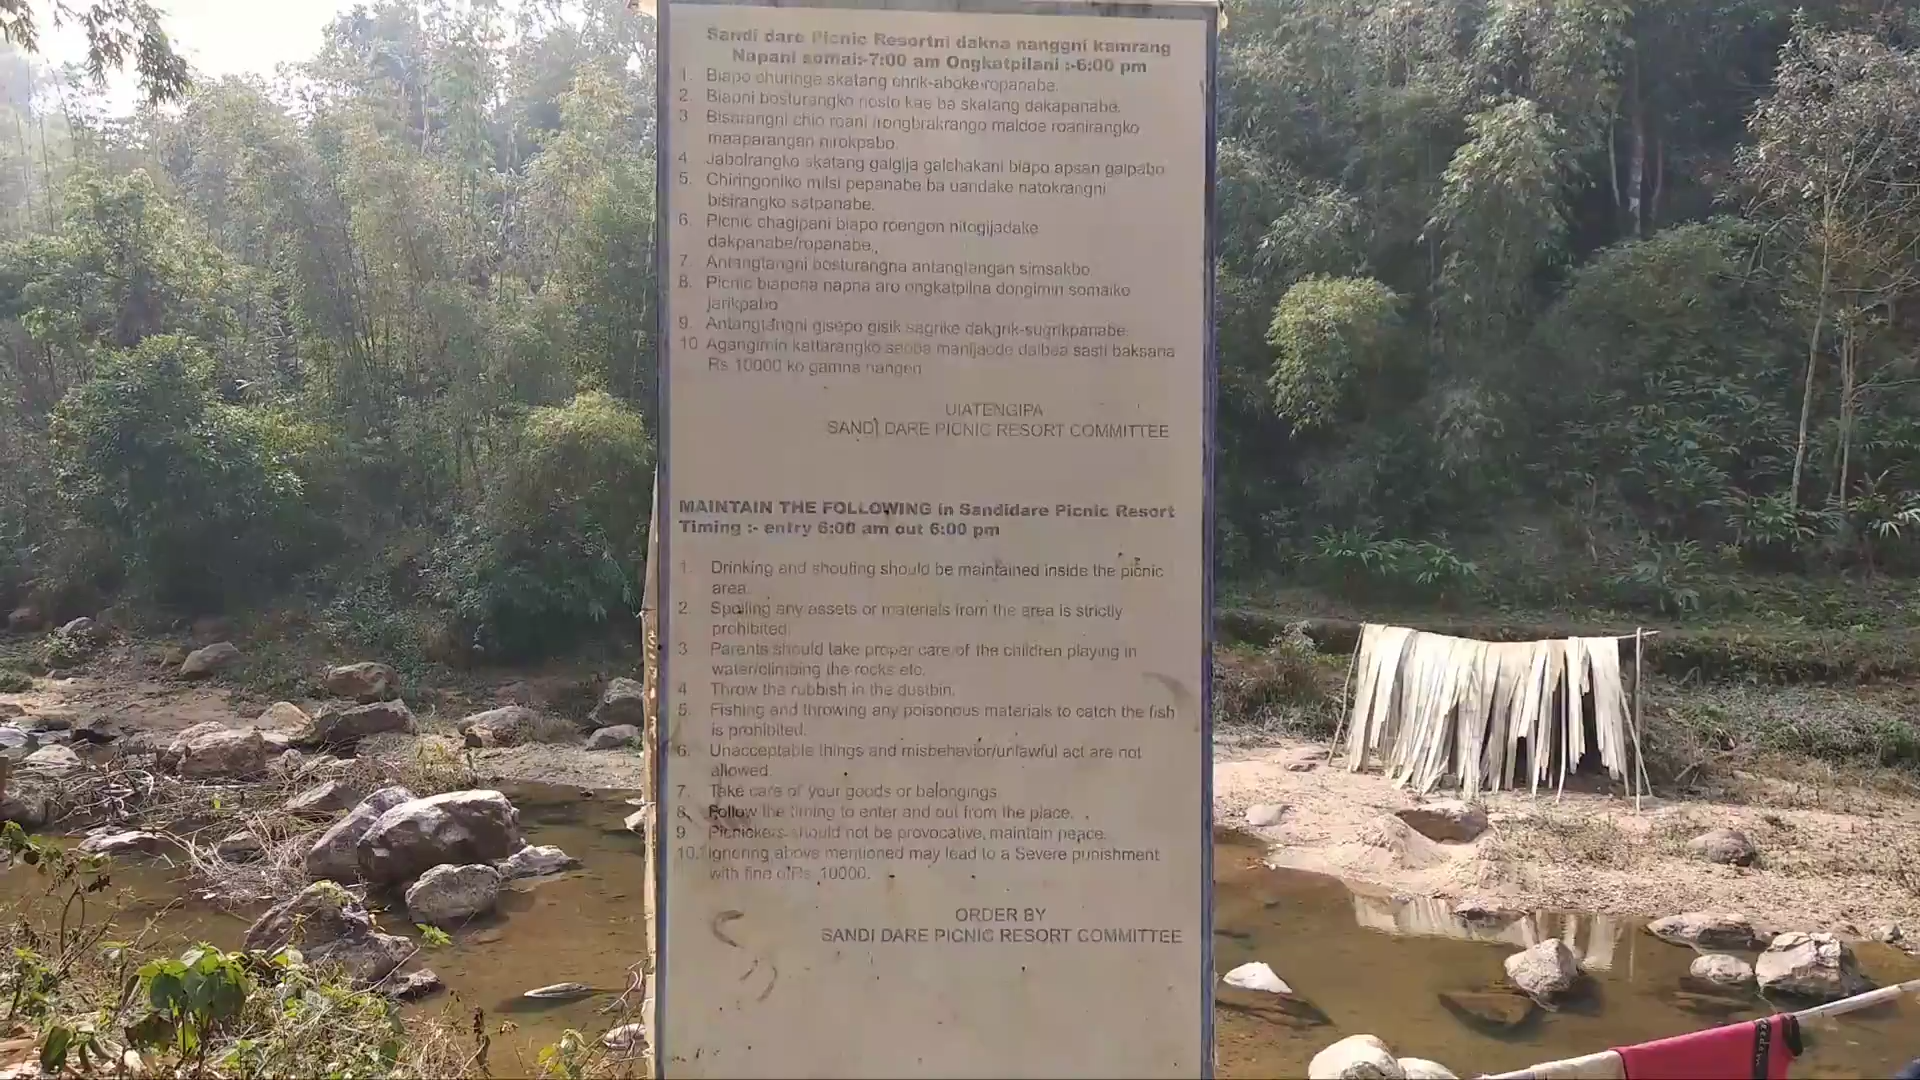 Sandi dare Picnic Resortni dakna nanggni kamrang
Napani somai:-7:00 am Ongkatpilani :-6:00 pm
1. Biapo churinge skatang chrik-aboke ropanabe.
2. Biaoni bosturangko nosto kas ba skatang dakapanabe.
3 Bisarangni chio roani rongbrakrango maldoe roanirangko
maaparangan nirokpabo.
4. Jabolrangko skatang galgija galchakani biapo apsan galpabo
5. Chiringoniko milsi pepanabe ba uandake natokrangni
bisirangko satpanabe.
6. Picnic chagipani biapo roengon nitogijadake
dakpanabe/ropanabe.
7. Antangtangni bosturangna antangtangan simsakbo
8. Picnic biapona napna aro ongkatpilna dongimin somaiko
jarikpabo
9. Antangtangni gisepo gisik sagrike dakgrik-sugrikpanabe
10 Agangimin kattarangko saoba manijaode dalbea sasti baksana
Rs 10000 ko gamna nangen
UIATENGIPA
SANDI DARE PICNIC RESORT COMMITTEE
MAINTAIN THE FOLLOWING in Sandidare Picnic Resort
Timing :- entry 6:00 am out 6:00 pm
1. Drinking and shouting should be maintained inside the picnic
area.
2. Spoiling any assets or materials from the area is strictly
prohibited.
3 Parents should take proper care of the children playing in
water/climbing the rocks etc.
4 Throw the rubbish in the dustbin.
5. Fishing and throwing any poisonous materials to catch the fish
is prohibited.
6. Unacceptable things and misbehavior/unlawful act are not
allowed.
7. Take care of your goods or belongings
8. Follow the timing to enter and out from the place.
9 Picnickers should not be provocative, maintain peace.
10. Ignoring above mentioned may lead to a Severe punishment
with fine of Rs. 10000.
ORDER BY
SANDI DARE PICNIC RESORT COMMITTEE